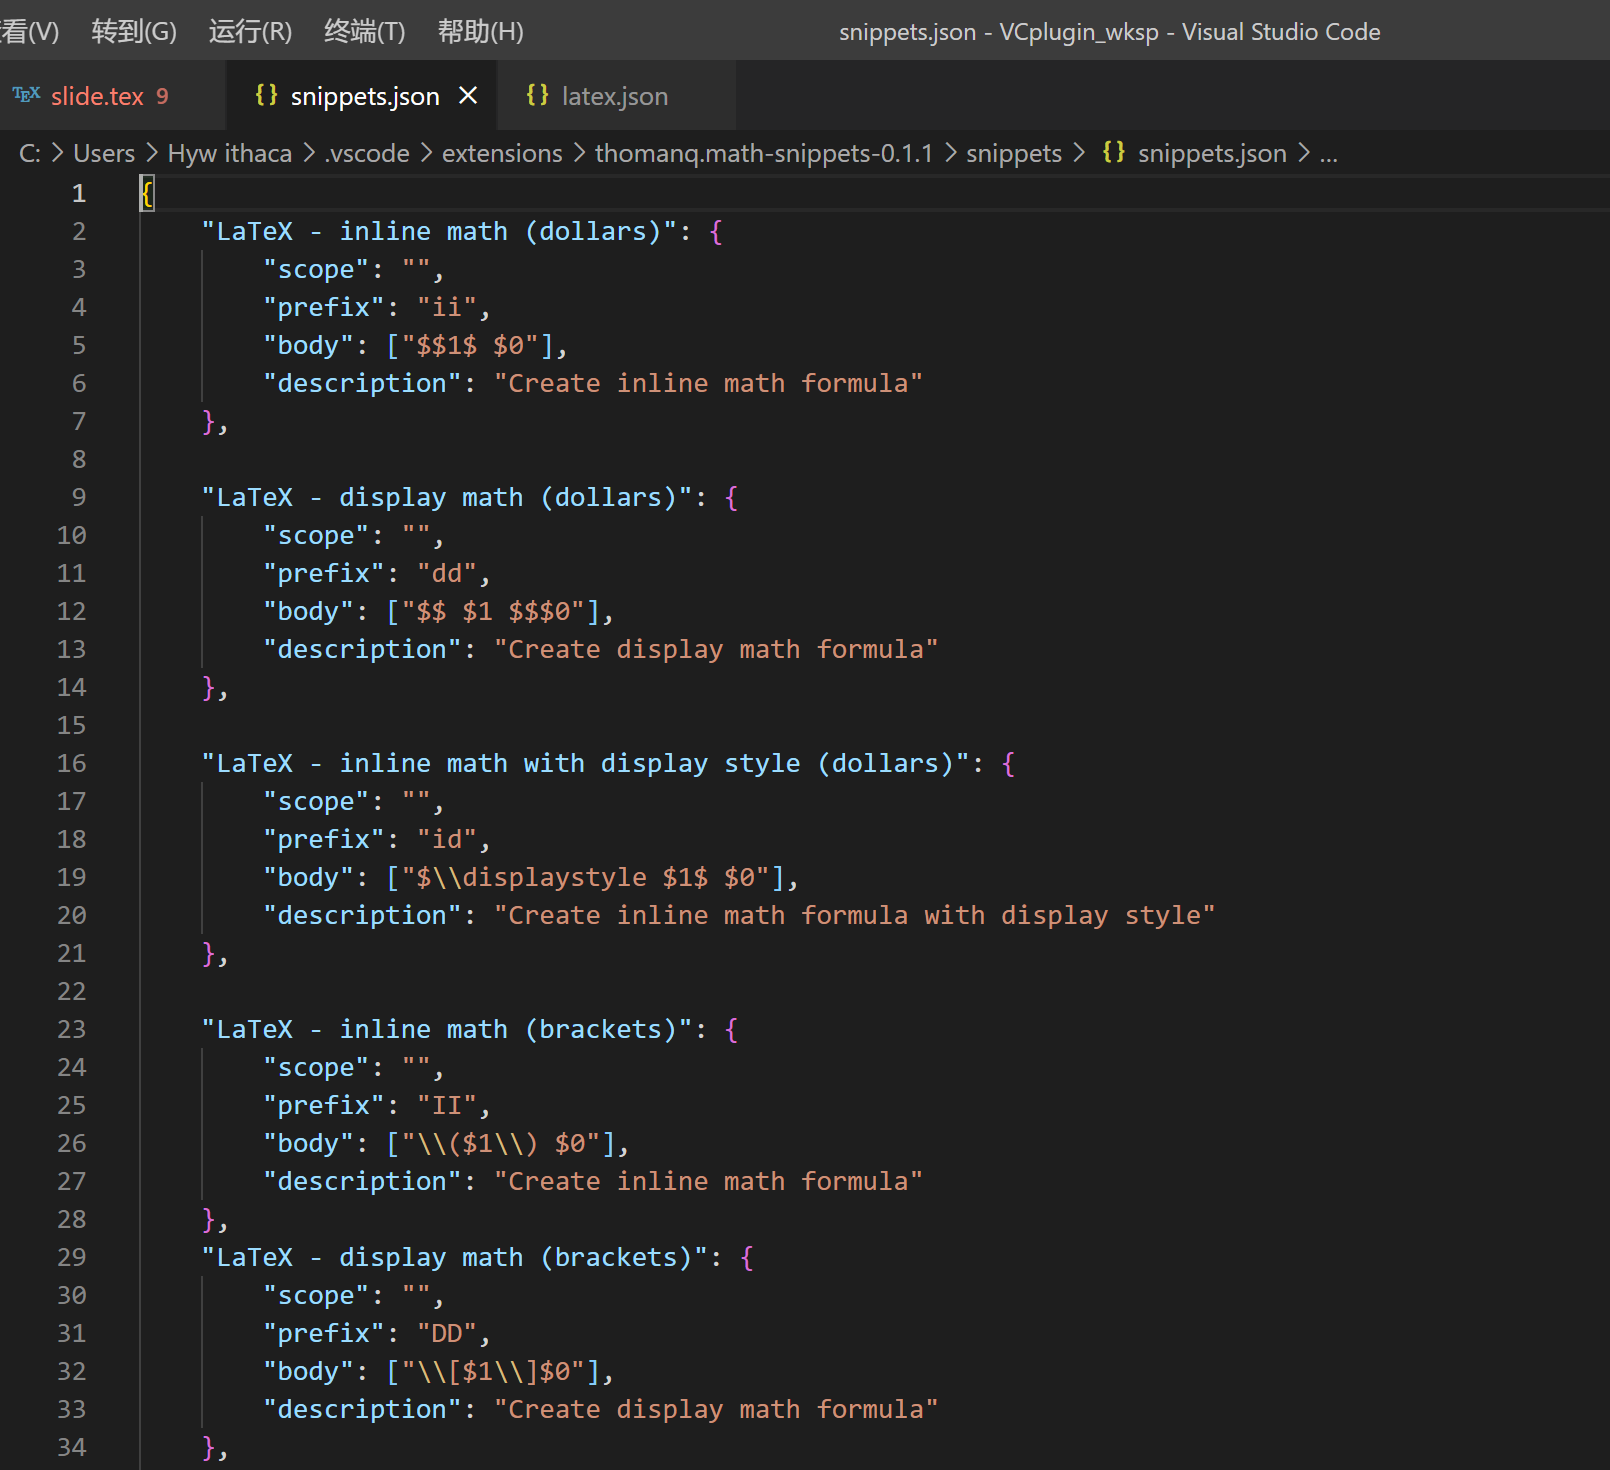 看(V) 转到(G) 运行(R) 终端(T) 帮助(H) snippets.json - VCplugin_wksp - Visual Studio Code
TEX slide.tex 9 {} snippets.json × {} latex.json
C: > Users > Hyw ithaca > .vscode > extensions > thomanq.math-snippets-0.1.1 > snippets > {} snippets.json > ...
1 {
2 "LaTeX - inline math (dollars)": {
3 "scope": "",
4 "prefix": "ii",
5 "body": ["$$1$ $0"],
6 "description": "Create inline math formula"
7 },
8
9 "LaTeX - display math (dollars)": {
10 "scope": "",
11 "prefix": "dd",
12 "body": ["$$ $1 $$$0"],
13 "description": "Create display math formula"
14 },
15
16 "LaTeX - inline math with display style (dollars)": {
17 "scope": "",
18 "prefix": "id",
19 "body": ["$\\displaystyle $1$ $0"],
20 "description": "Create inline math formula with display style"
21 },
22
23 "LaTeX - inline math (brackets)": {
24 "scope": "",
25 "prefix": "II",
26 "body": ["\\($1\\) $0"],
27 "description": "Create inline math formula"
28 },
29 "LaTeX - display math (brackets)": {
30 "scope": "",
31 "prefix": "DD",
32 "body": ["\\[$1\\]$0"],
33 "description": "Create display math formula"
34 },